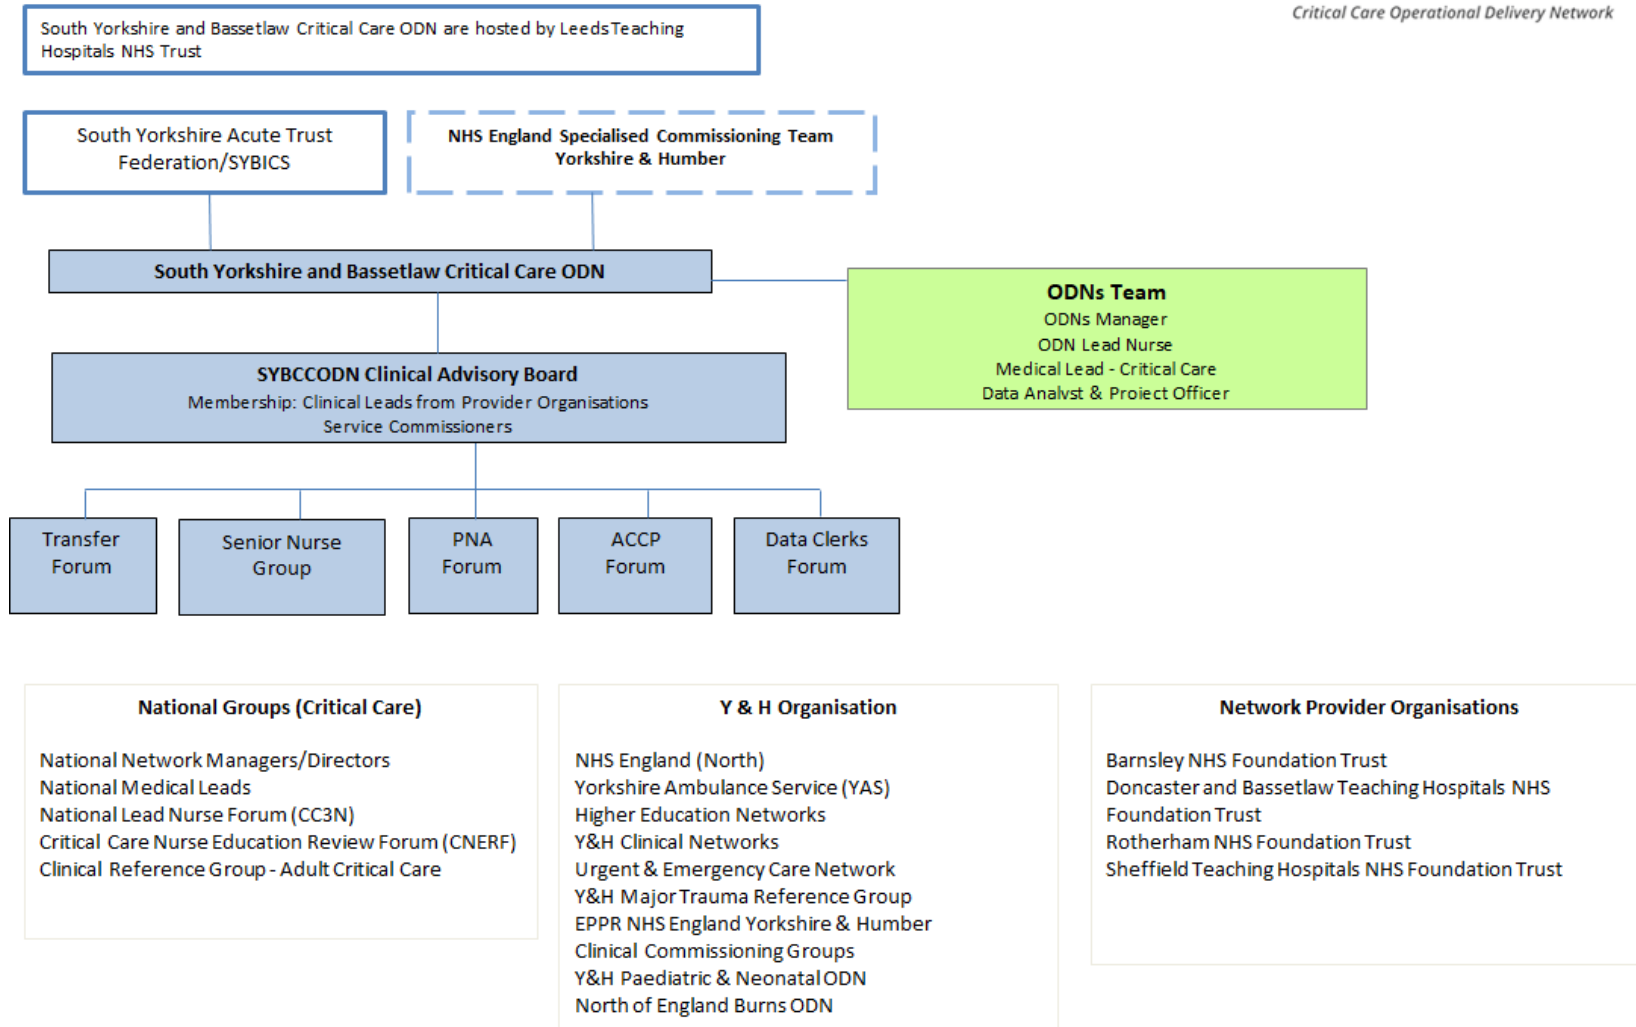 Critical Care Operational Delivery Network
South Yorkshire and Bassetlaw Critical Care ODN are hosted by Leeds Teaching
Hospitals NHS Trust
South Yorkshire Acute Trust
Federation/SYBICS
NHS England Specialised Commissioning Team
Yorkshire & Humber
South Yorkshire and Bassetlaw Critical Care ODN
ODNs Team
ODNs Manager
ODN Lead Nurse
Medical Lead - Critical Care
Data Analyst & Project Officer
SYBCCODN Clinical Advisory Board
Membership: Clinical Leads from Provider Organisations
Service Commissioners
Transfer
Forum
Senior Nurse
Group
PNA
Forum
ACCP
Forum
Data Clerks
Forum
National Groups (Critical Care)
National Network Managers/Directors
National Medical Leads
National Lead Nurse Forum (CC3N)
Critical Care Nurse Education Review Forum (CNERF)
Clinical Reference Group - Adult Critical Care
Y & H Organisation
NHS England (North)
Yorkshire Ambulance Service (YAS)
Higher Education Networks
Y&H Clinical Networks
Urgent & Emergency Care Network
Y&H Major Trauma Reference Group
EPPR NHS England Yorkshire & Humber
Clinical Commissioning Groups
Y&H Paediatric & Neonatal ODN
North of England Burns ODN
Network Provider Organisations
Barnsley NHS Foundation Trust
Doncaster and Bassetlaw Teaching Hospitals NHS
Foundation Trust
Rotherham NHS Foundation Trust
Sheffield Teaching Hospitals NHS Foundation Trust